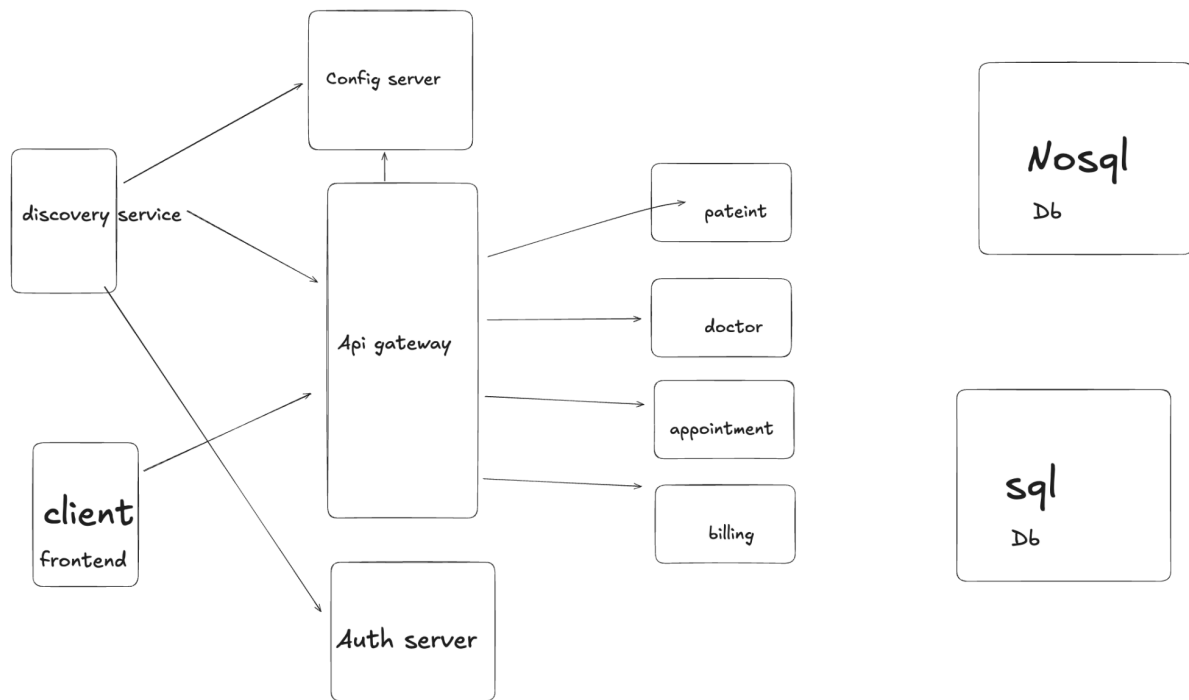 Config server
discovery service
Api gateway
client
frontend
Auth server
pateint
doctor
appointment
billing
Nosql
Db
sql
Db